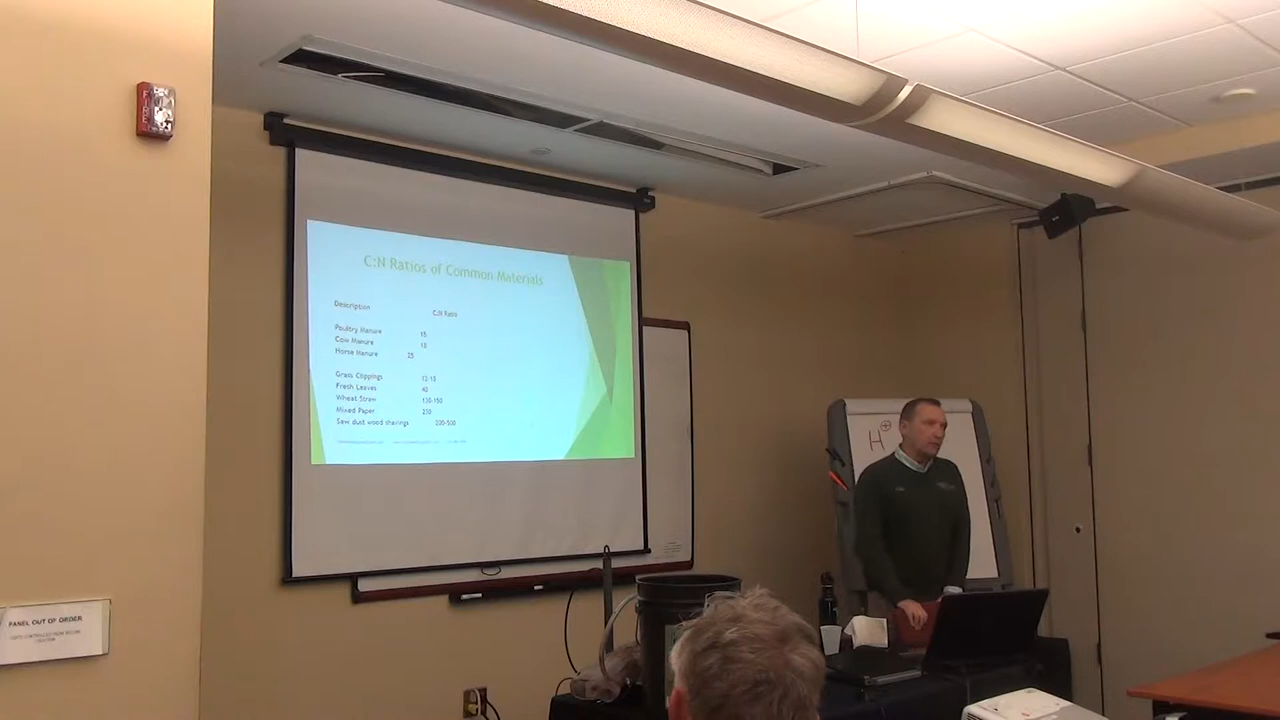 FIRE
C:N Ratios of Common Materials
Description C:N Ratio
Poultry Manure 15
Cow Manure 18
Horse Manure 25
Grass Clippings 12-15
Fresh Leaves 40
Wheat Straw 130-150
Mixed Paper
Saw dust wood shavings 200-500
H⊕
PANEL OUT OF ORDER